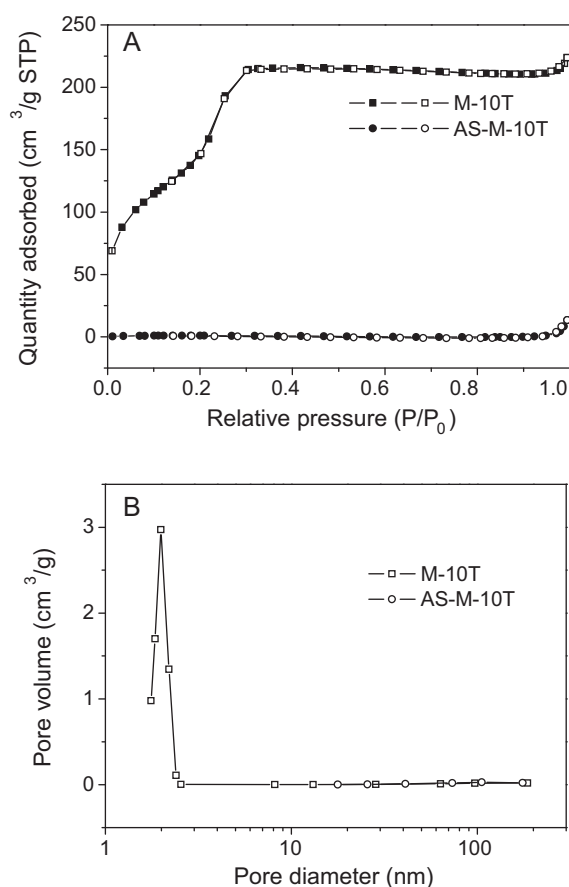 A
250
200
150
100
50
0
Quantity adsorbed (cm³/g STP)
M-10T
AS-M-10T
0.0 0.2 0.4 0.6 0.8 1.0
Relative pressure (P/P₀)
B
3
2
1
0
Pore volume (cm³/g)
M-10T
AS-M-10T
1 10 100
Pore diameter (nm)